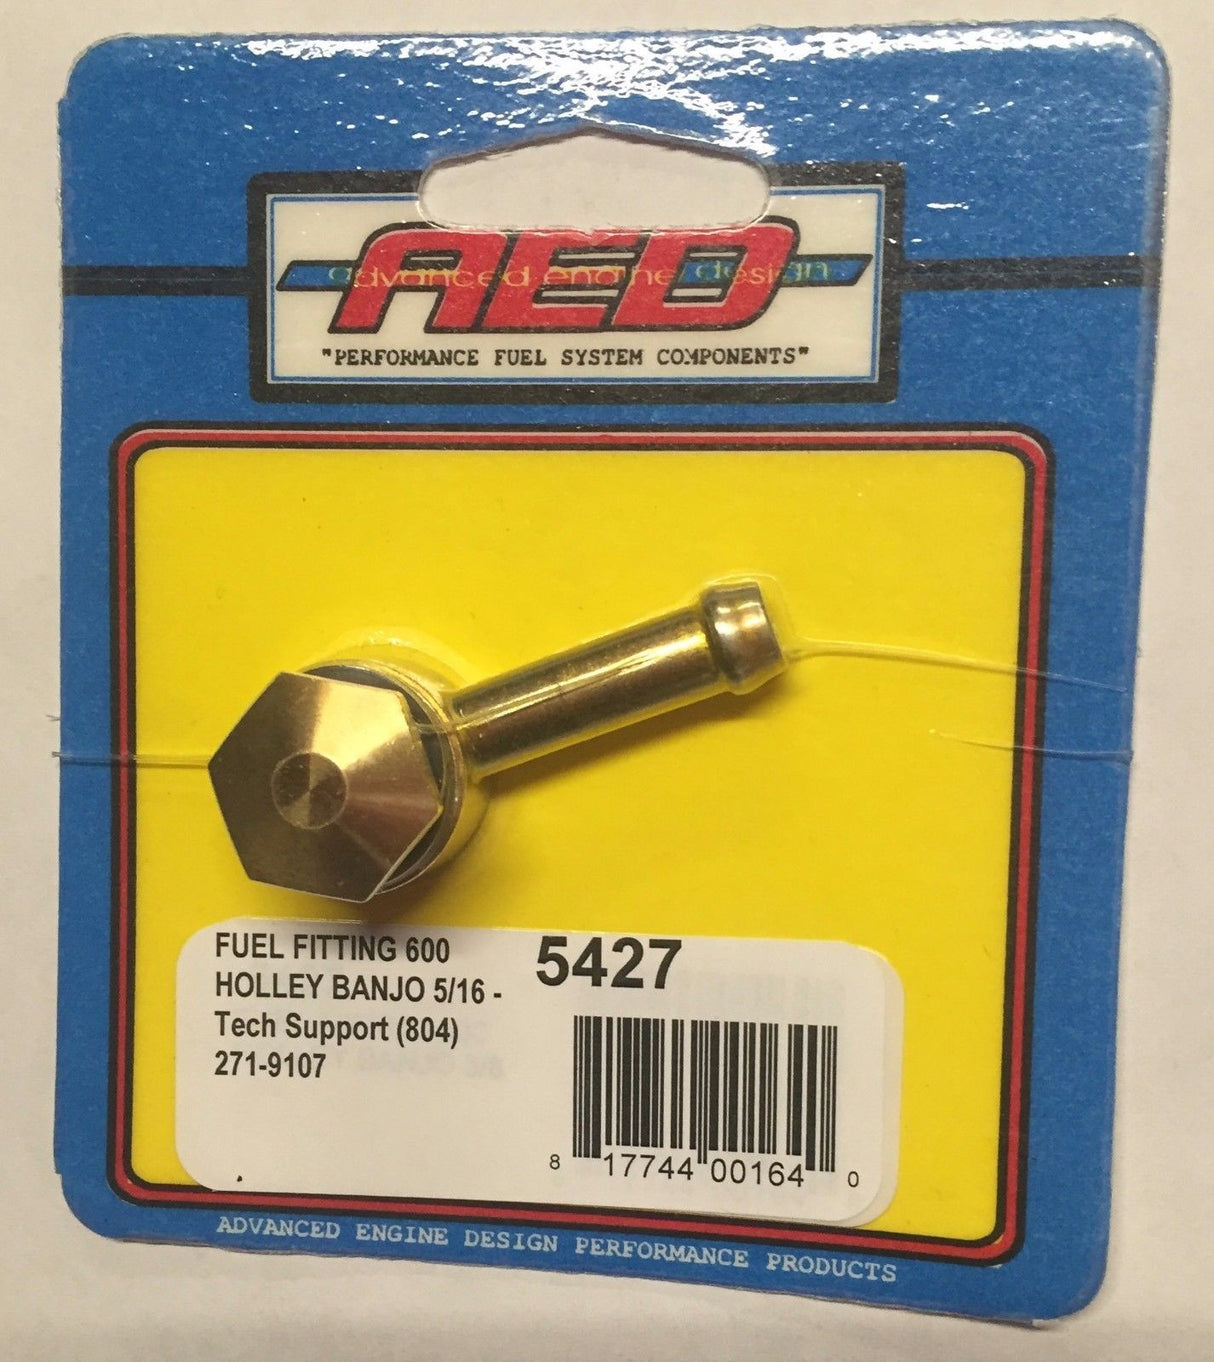 AED
advanced engine design
"PERFORMANCE FUEL SYSTEM COMPONENTS"
FUEL FITTING 600
HOLLEY BANJO 5/16 -
Tech Support (804)
271-9107
5427
8 17744 00164 0
ADVANCED ENGINE DESIGN PERFORMANCE PRODUCTS